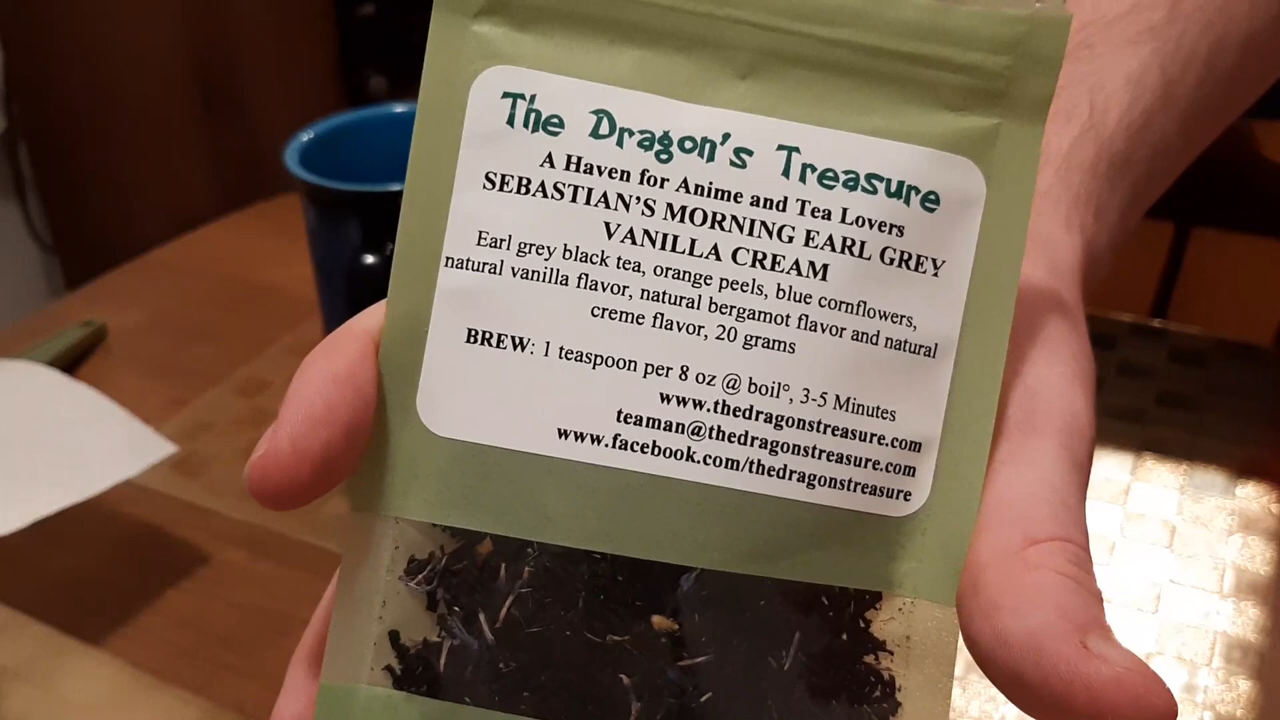 The Dragon's Treasure
A Haven for Anime and Tea Lovers
SEBASTIAN'S MORNING EARL GREY
VANILLA CREAM
Earl grey black tea, orange peels, blue cornflowers,
natural vanilla flavor, natural bergamot flavor and natural
creme flavor, 20 grams
BREW: 1 teaspoon per 8 oz @ boil°, 3-5 Minutes
www.thedragonstreasure.com
teaman@thedragonstreasure.com
www.facebook.com/thedragonstreasure